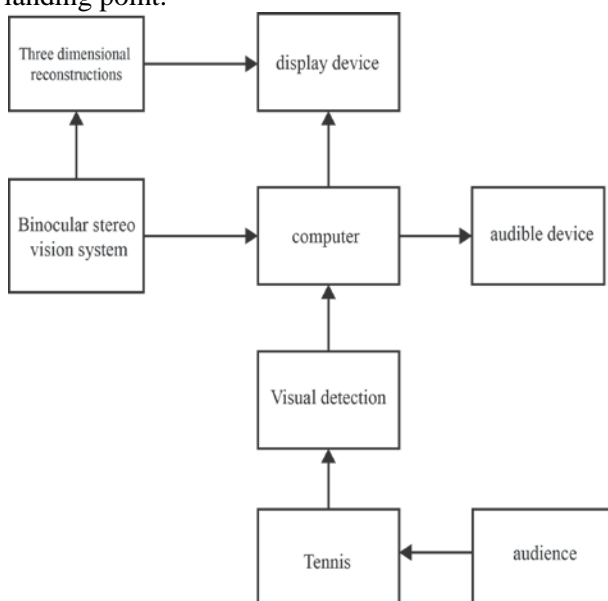 landing point.
Three dimensional
reconstructions
display device
Binocular stereo
vision system
computer
audible device
Visual detection
Tennis
audience